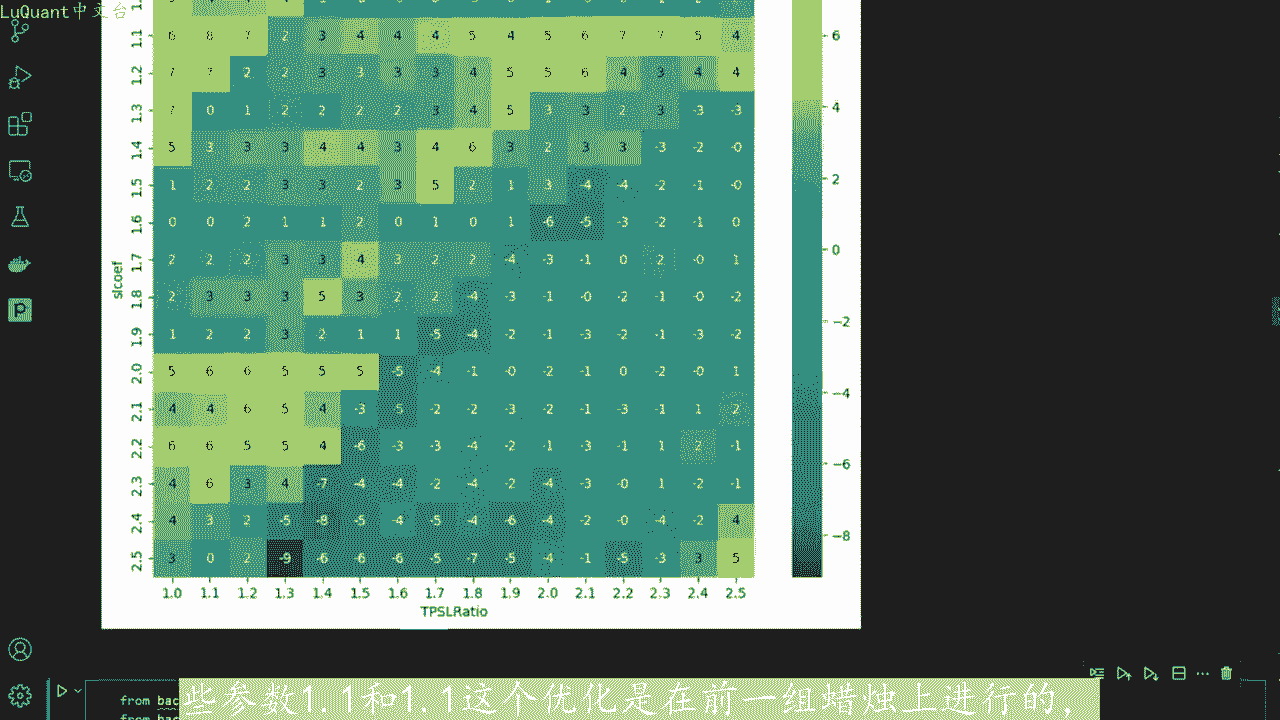 LuQuant中文台
1.1 6 8 7 2 3 4 4 4 5 4 5 6 7 7 5 4
1.2 7 7 2 2 3 3 3 3 4 5 5 6 4 3 4 4
1.3 7 0 1 2 2 2 2 3 4 5 3 3 2 3 -3 -3
1.4 5 3 3 3 4 4 3 4 6 3 2 3 3 -3 -2 -0
1.5 1 2 2 3 3 2 3 5 2 1 3 -4 -4 -2 -1 -0
1.6 0 0 2 1 1 2 0 1 0 1 -6 -5 -3 -2 -1 0
1.7 2 2 2 3 3 4 3 2 2 -4 -3 -1 0 2 -0 1
1.8 2 3 3 3 5 3 2 2 -4 -3 -1 -0 -2 -1 -0 -2
1.9 1 2 2 3 2 1 1 -5 -4 -2 -1 -3 -2 -1 -3 -2
2.0 5 6 6 5 5 5 -5 -4 -1 -0 -2 -1 0 -2 -0 1
2.1 4 4 6 5 4 -3 -5 -2 -2 -3 -2 -1 -3 -1 1 2
2.2 6 6 5 5 4 -6 -3 -3 -4 -2 -1 -3 -1 1 2 -1
2.3 4 6 3 4 -7 -4 -4 -2 -4 -2 -4 -3 -0 1 -2 -1
2.4 4 3 2 -5 -8 -5 -4 -5 -4 -6 -4 -2 -0 -4 -2 4
2.5 3 0 2 -9 -6 -6 -6 -5 -7 -5 -4 -1 -5 -3 3 5
1.0 1.1 1.2 1.3 1.4 1.5 1.6 1.7 1.8 1.9 2.0 2.1 2.2 2.3 2.4 2.5
TPSLRatio
slcoef
6
4
2
0
−2
−4
−6
−8
from bac
些参数1.1和1.1这个优化是在前一组蜡烛上进行的，